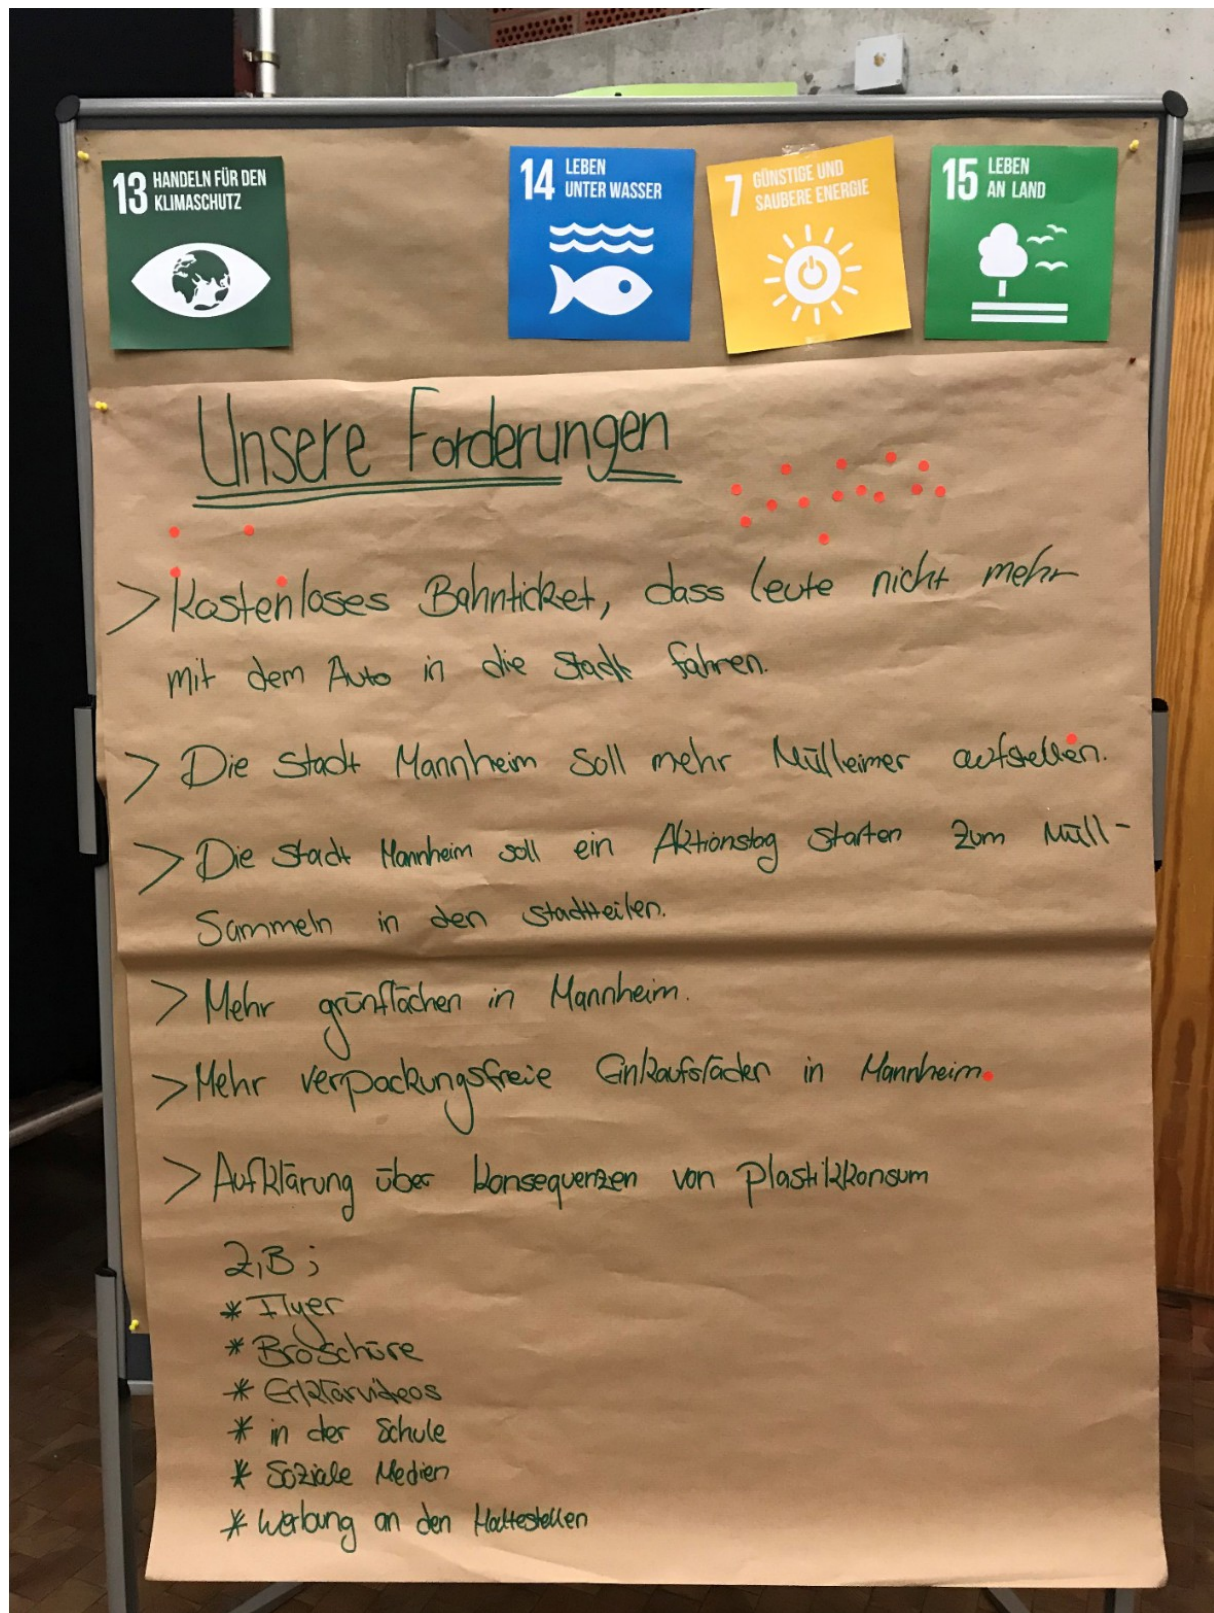 13 HANDELN FÜR DEN
KLIMASCHUTZ
14 LEBEN
UNTER WASSER
7 GÜNSTIGE UND
SAUBERE ENERGIE
15 LEBEN
AN LAND
Unsere Forderungen
> Kostenloses Bahnticket, dass leute nicht mehr
mit dem Auto in die Stadt fahren.
> Die Stadt Mannheim soll mehr Mülleimer aufstellen.
> Die Stadt Mannheim soll ein Aktionstag starten zum Müll-
Sammeln in den Stadtteilen.
> Mehr grünflächen in Mannheim.
> Mehr verpackungsfreie Einkaufsläden in Mannheim.
> Aufklärung über konsequenzen von Plastikkonsum
Z,B;
* Flyer
* Broschüre
* Erklärvideos
* in der Schule
* Soziale Medien
* Werbung an den Haltestellen